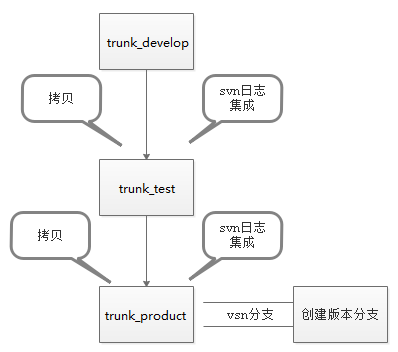 trunk_develop
拷贝
svn日志
集成
trunk_test
拷贝
svn日志
集成
trunk_product
vsn分支
创建版本分支